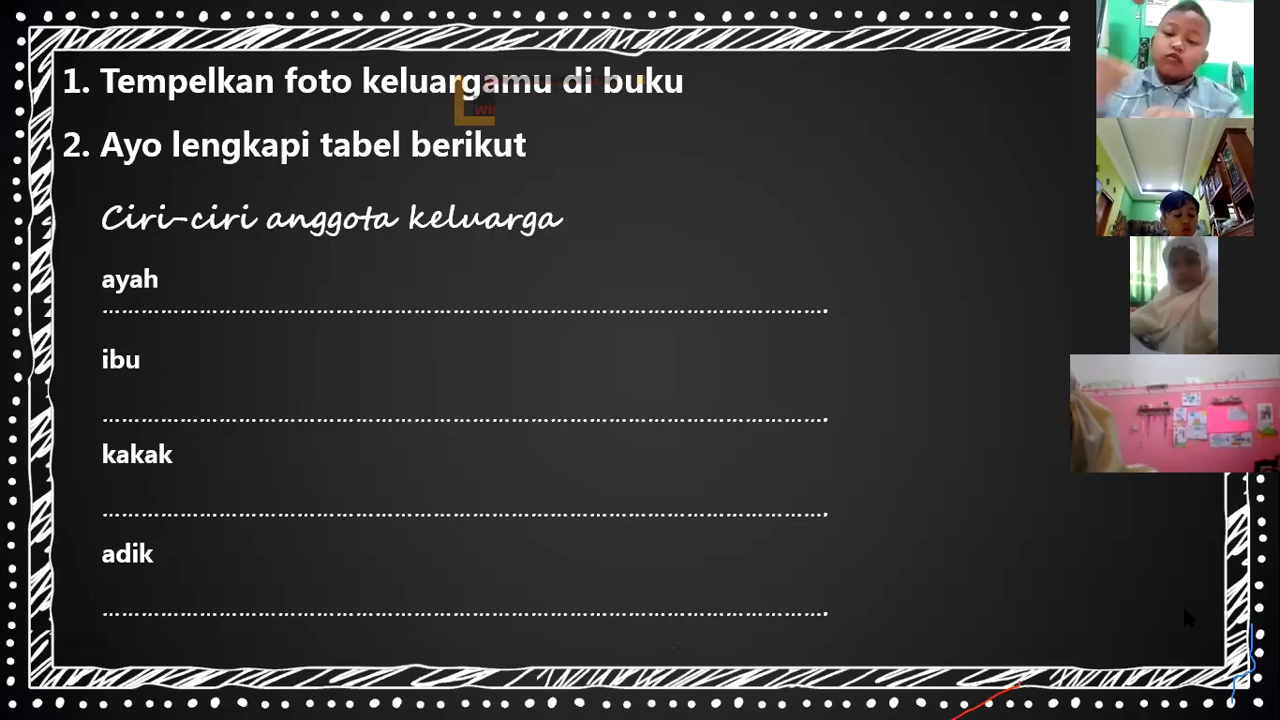 1. Tempelkan foto keluargamu di buku
2. Ayo lengkapi tabel berikut
Ciri-ciri anggota keluarga
ayah
……………………………………………………………………………………………….
ibu
……………………………………………………………………………………………….
kakak
……………………………………………………………………………………………….
adik
……………………………………………………………………………………………….